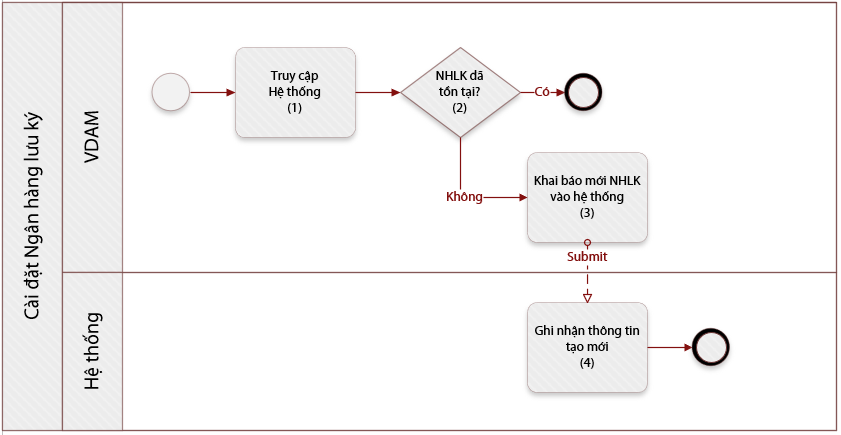 Cài đặt Ngân hàng lưu ký
VDAM
Truy cập
Hệ thống
(1)
NHLK đã
tồn tại?
(2)
Có
Không
Khai báo mới NHLK
vào hệ thống
(3)
Submit
Hệ thống
Ghi nhận thông tin
tạo mới
(4)